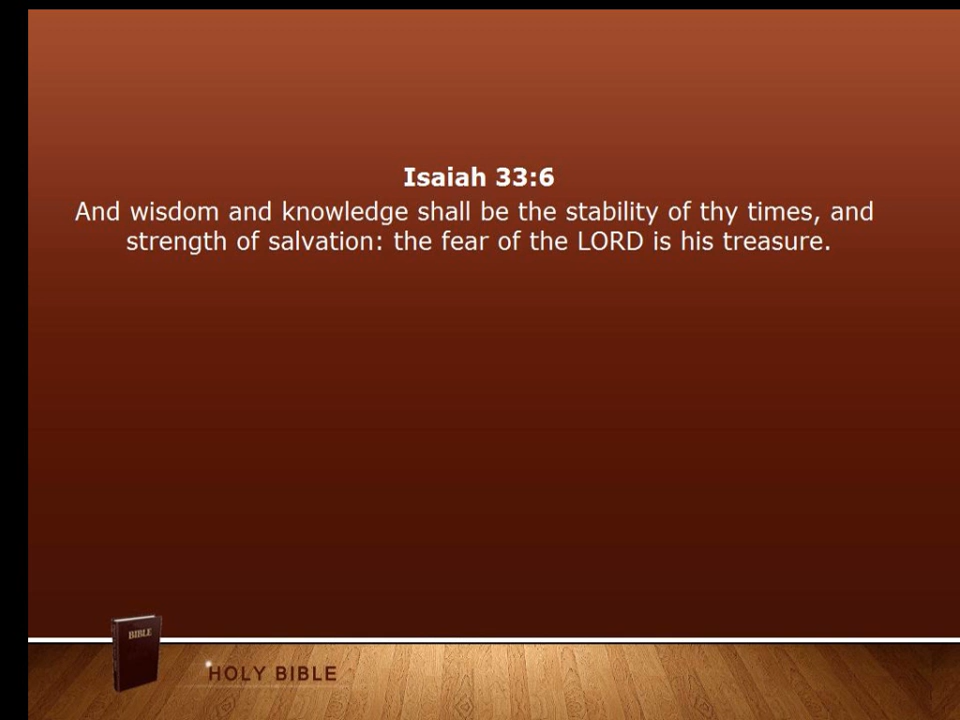 Isaiah 33:6
And wisdom and knowledge shall be the stability of thy times, and
strength of salvation: the fear of the LORD is his treasure.
BIBLE
HOLY BIBLE